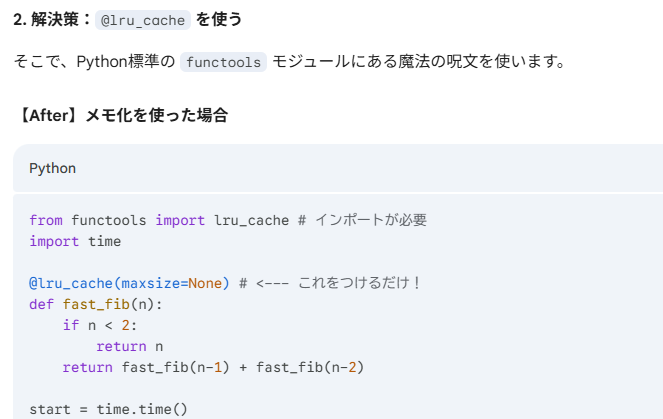 2. 解決策： @lru_cache を使う
そこで、Python標準の functools モジュールにある魔法の呪文を使います。
【After】メモ化を使った場合
Python
from functools import lru_cache # インポートが必要
import time
@lru_cache(maxsize=None) # <--- これをつけるだけ！
def fast_fib(n):
    if n < 2:
        return n
    return fast_fib(n-1) + fast_fib(n-2)
start = time.time()